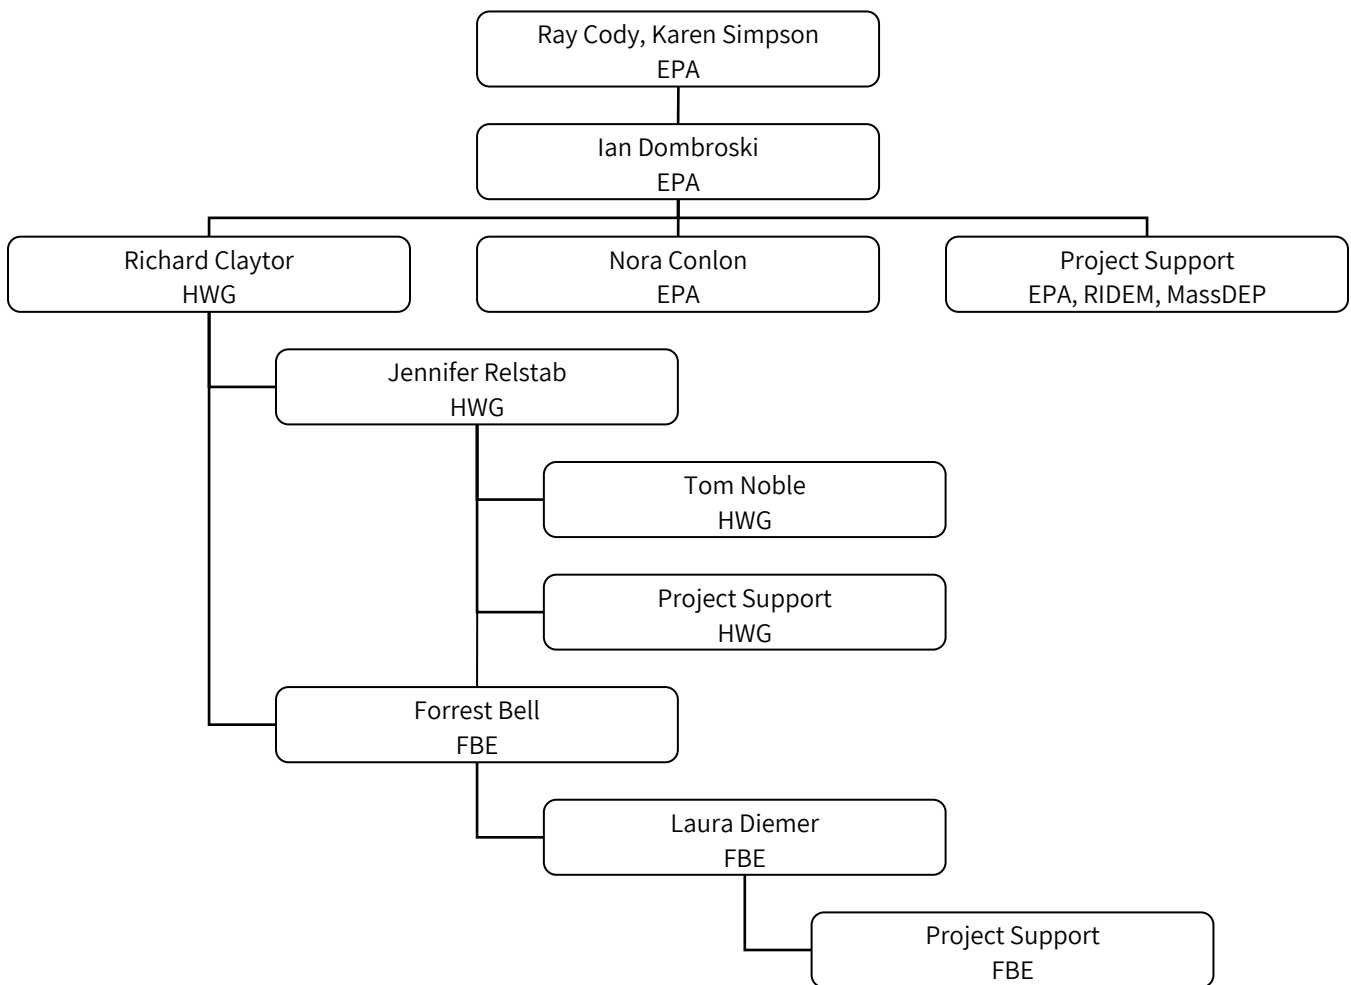 Ray Cody, Karen Simpson
EPA
Ian Dombroski
EPA
Richard Claytor
HWG
Nora Conlon
EPA
Project Support
EPA, RIDEM, MassDEP
Jennifer Relstab
HWG
Tom Noble
HWG
Project Support
HWG
Forrest Bell
FBE
Laura Diemer
FBE
Project Support
FBE